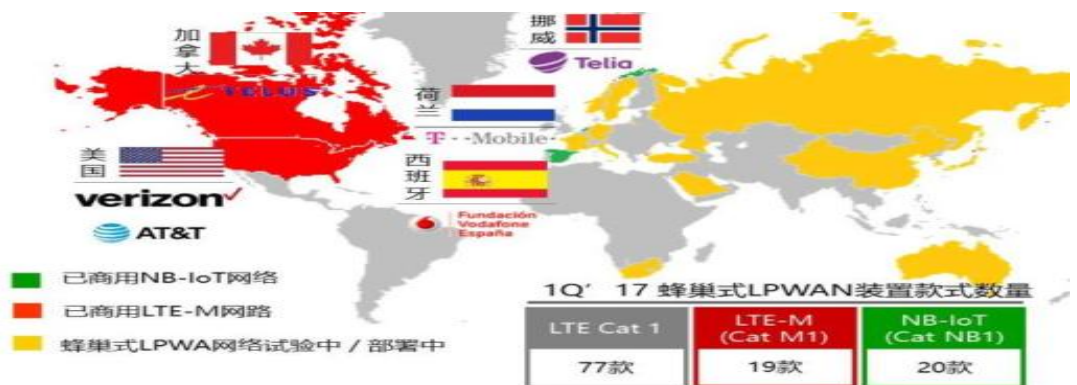 加拿大
TELUS
挪威
Telia
荷兰
T··Mobile·
美国
西班牙
verizon
AT&T
Fundación
Vodafone
España
已商用NB-IoT网络
已商用LTE-M网路
蜂巢式LPWA网络试验中 / 部署中
1Q' 17 蜂巢式LPWAN装置款式数量
LTE Cat 1
LTE-M
(Cat M1)
NB-IoT
(Cat NB1)
77款
19款
20款